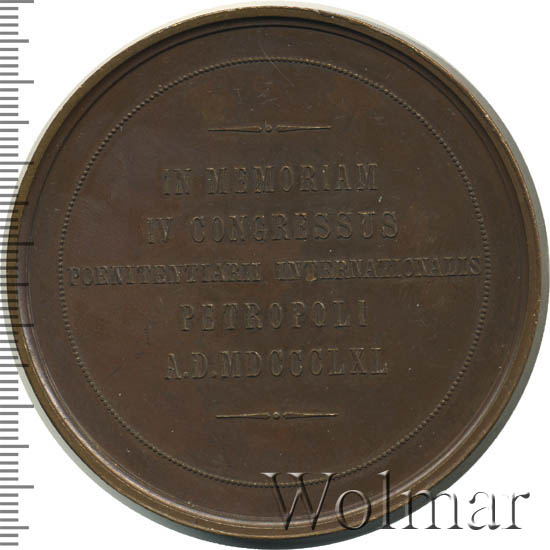 IN MEMORIAM
IV CONGRESSUS
POENITENTIARII INTERNATIONALIS
PETROPOLI
A.D.MDCCCLXL
Wolmar